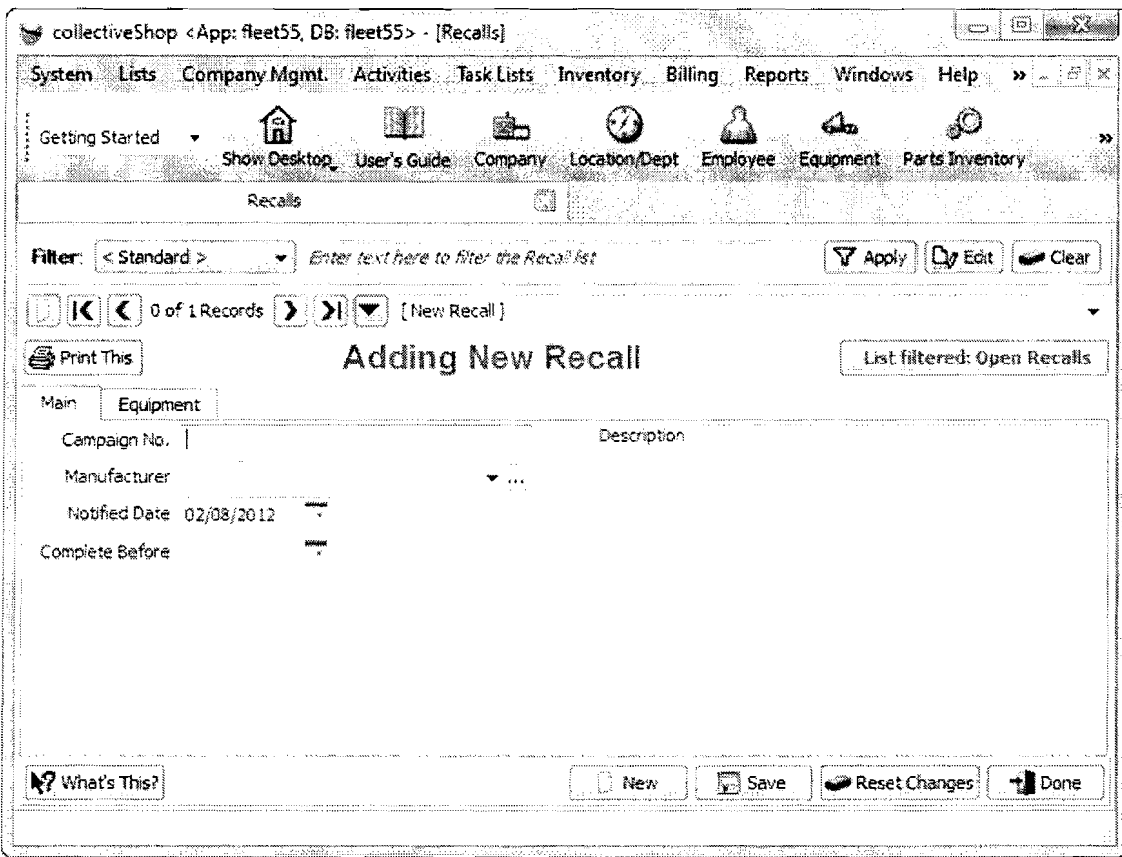 collectiveShop <App: fleet55, DB: fleet55> - [Recalls]
System Lists Company Mgmt. Activities Task Lists Inventory Billing Reports Windows Help »
Getting Started Show Desktop User's Guide Company Location/Dept Employee Equipment Parts Inventory »
Recalls
Filter: < Standard > Enter text here to filter the Recall list Apply Edit Clear
0 of 1 Records [ New Recall ]
Print This Adding New Recall List filtered: Open Recalls
Main Equipment
Campaign No. Description
Manufacturer ...
Notified Date 02/08/2012
Complete Before
What's This? New Save Reset Changes Done